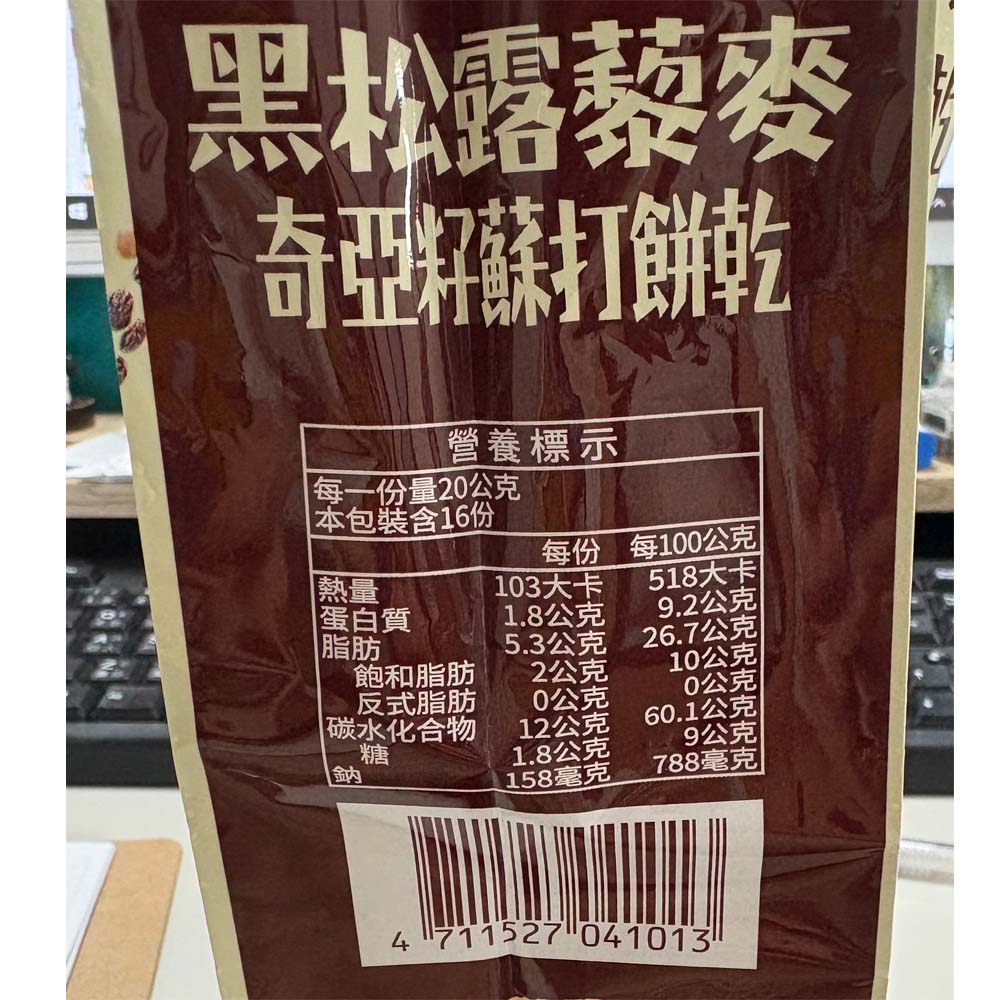 黑松露藜麥
奇亞籽蘇打餅乾
營養標示
每一份量20公克
本包裝含16份
每份 每100公克
熱量 103大卡 518大卡
蛋白質 1.8公克 9.2公克
脂肪 5.3公克 26.7公克
飽和脂肪 2公克 10公克
反式脂肪 0公克 0公克
碳水化合物 12公克 60.1公克
糖 1.8公克 9公克
鈉 158毫克 788毫克
4 711527 041013